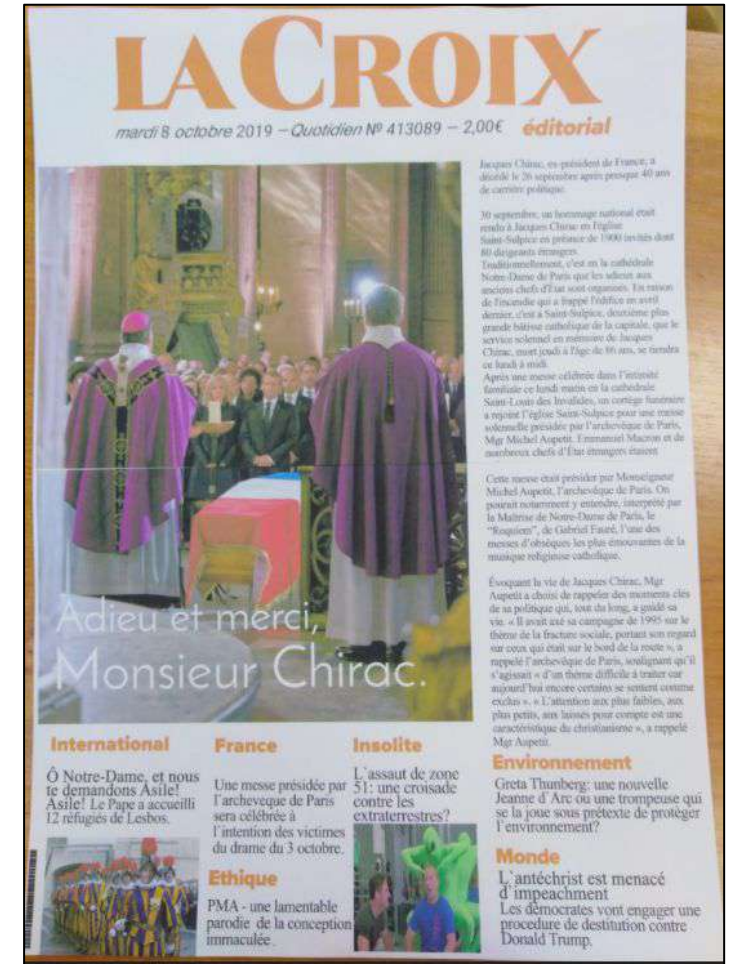 LA CROIX
mardi 8 octobre 2019 – Quotidien Nº 413089 – 2,00€ éditorial
Jacques Chirac, ex-président de France, a
décédé le 26 septembre après presque 40 ans
de carrière politique.
30 septembre, un hommage national était
rendu à Jacques Chirac en l'église
Saint-Sulpice en présance de 1900 invités dont
80 dirigeants étrangers.
Traditionnellement, c'est en la cathédrale
Notre-Dame de Paris que les adieux aux
anciens chefs d'État sont organisés. En raison
de l'incendie qui a frappé l'édifice en avril
dernier, c'est à Saint-Sulpice, deuxième plus
grande bâtisse catholique de la capitale, que le
service solennel en mémoire de Jacques
Chirac, mort jeudi à l'âge de 86 ans, se tiendra
ce lundi à midi.
Après une messe célébrée dans l'intimité
familiale ce lundi matin en la cathédrale
Saint-Louis des Invalides, un cortège funéraire
a rejoint l'église Saint-Sulpice pour une messe
solennelle présidée par l'archevêque de Paris,
Mgr Michel Aupetit. Emmanuel Macron et de
nombreux chefs d'État étrangers étaient
Cette messe était présider par Monseigneur
Michel Aupetit, l'archevêque de Paris. On
pourait notamment y entendre, interprété par
la Maîtrise de Notre-Dame de Paris, le
"Requiem", de Gabriel Fauré, l'une des
messes d'obsèques les plus émouvantes de la
musique religieuse catholique.
Évoquant la vie de Jacques Chirac, Mgr
Aupetit a choisi de rappeler des moments clés
de sa politique qui, tout du long, a guidé sa
vie. « Il avait axé sa campagne de 1995 sur le
thème de la fracture sociale, portant son regard
sur ceux qui était sur le bord de la route », a
rappelé l'archevêque de Paris, soulignant qu'il
s'agissait « d'un thème difficile à traiter car
aujourd'hui encore certains se sentent comme
exclus ». « L'attention aux plus faibles, aux
plus petits, aux laissés pour compte est une
caractéristique du christianisme », a rappelé
Mgr Aupetit.
Adieu et merci,
Monsieur Chirac.
International
Ô Notre-Dame, et nous
te demandons Asile!
Asile! Le Pape a accueilli
12 réfugiés de Lesbos.
France
Une messe présidée par
l'archeveque de Paris
sera célébrée à
l'intention des victimes
du drame du 3 octobre.
Ethique
PMA - une lamentable
parodie de la conception
immaculée.
Insolite
L'assaut de zone
51: une croisade
contre les
extraterrestres?
Environnement
Greta Thunberg: une nouvelle
Jeanne d'Arc ou une trompeuse qui
se la joue sous prétexte de protéger
l'environnement?
Monde
L'antéchrist est menacé
d'impeachment
Les démocrates vont engager une
procedure de destitution contre
Donald Trump.